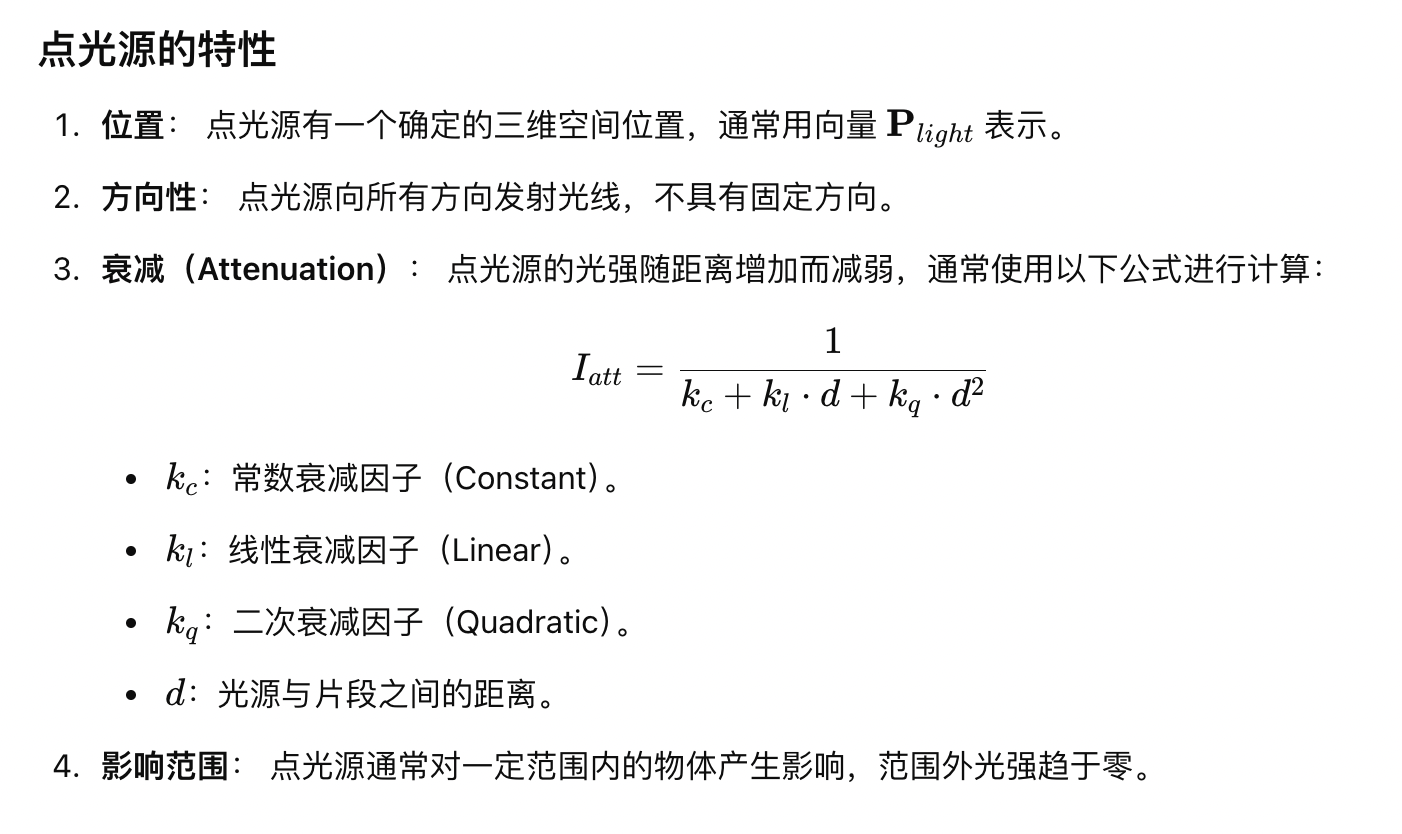 点光源的特性
1. 位置： 点光源有一个确定的三维空间位置，通常用向量 P_light 表示。
2. 方向性： 点光源向所有方向发射光线，不具有固定方向。
3. 衰减（Attenuation）： 点光源的光强随距离增加而减弱，通常使用以下公式进行计算：
I_att = 1 / (k_c + k_l · d + k_q · d²)
• k_c：常数衰减因子（Constant）。
• k_l：线性衰减因子（Linear）。
• k_q：二次衰减因子（Quadratic）。
• d：光源与片段之间的距离。
4. 影响范围： 点光源通常对一定范围内的物体产生影响，范围外光强趋于零。